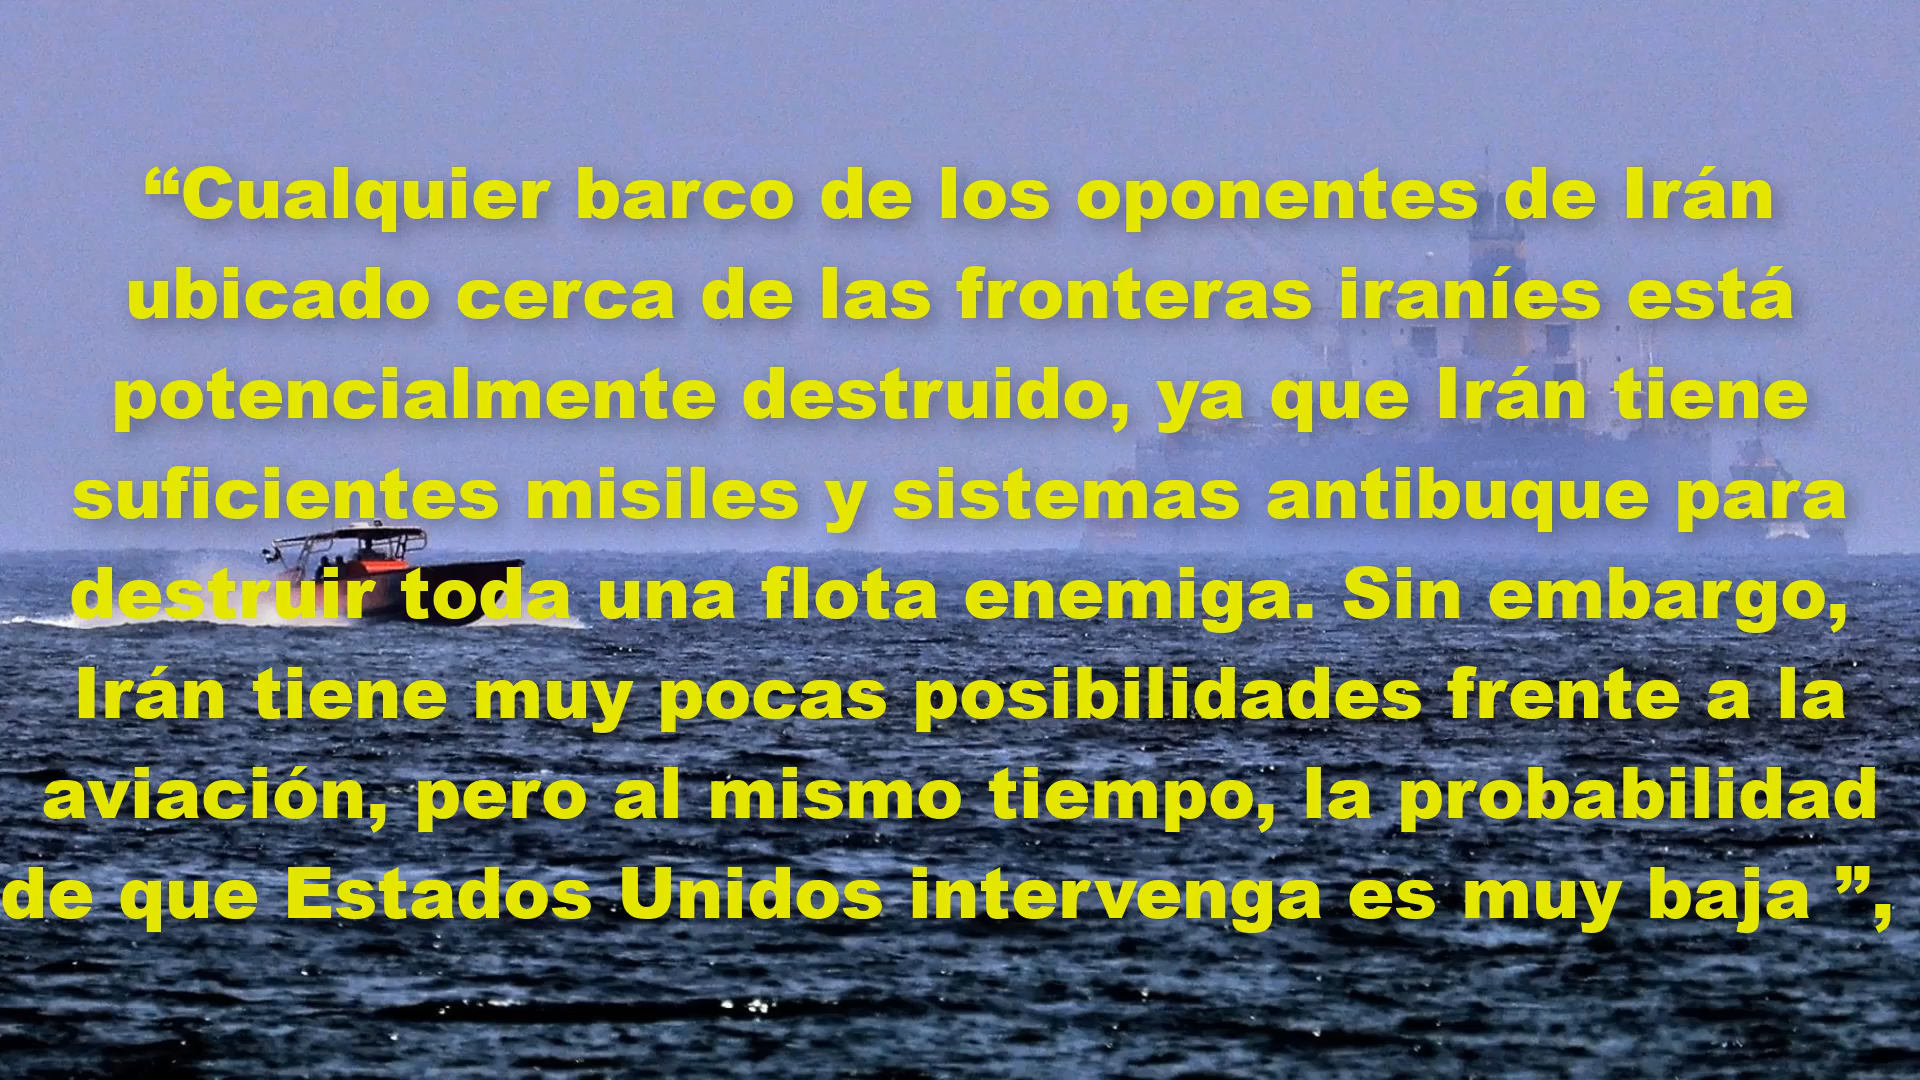 “Cualquier barco de los oponentes de Irán
ubicado cerca de las fronteras iraníes está
potencialmente destruido, ya que Irán tiene
suficientes misiles y sistemas antibuque para
destruir toda una flota enemiga. Sin embargo,
Irán tiene muy pocas posibilidades frente a la
aviación, pero al mismo tiempo, la probabilidad
de que Estados Unidos intervenga es muy baja ”,